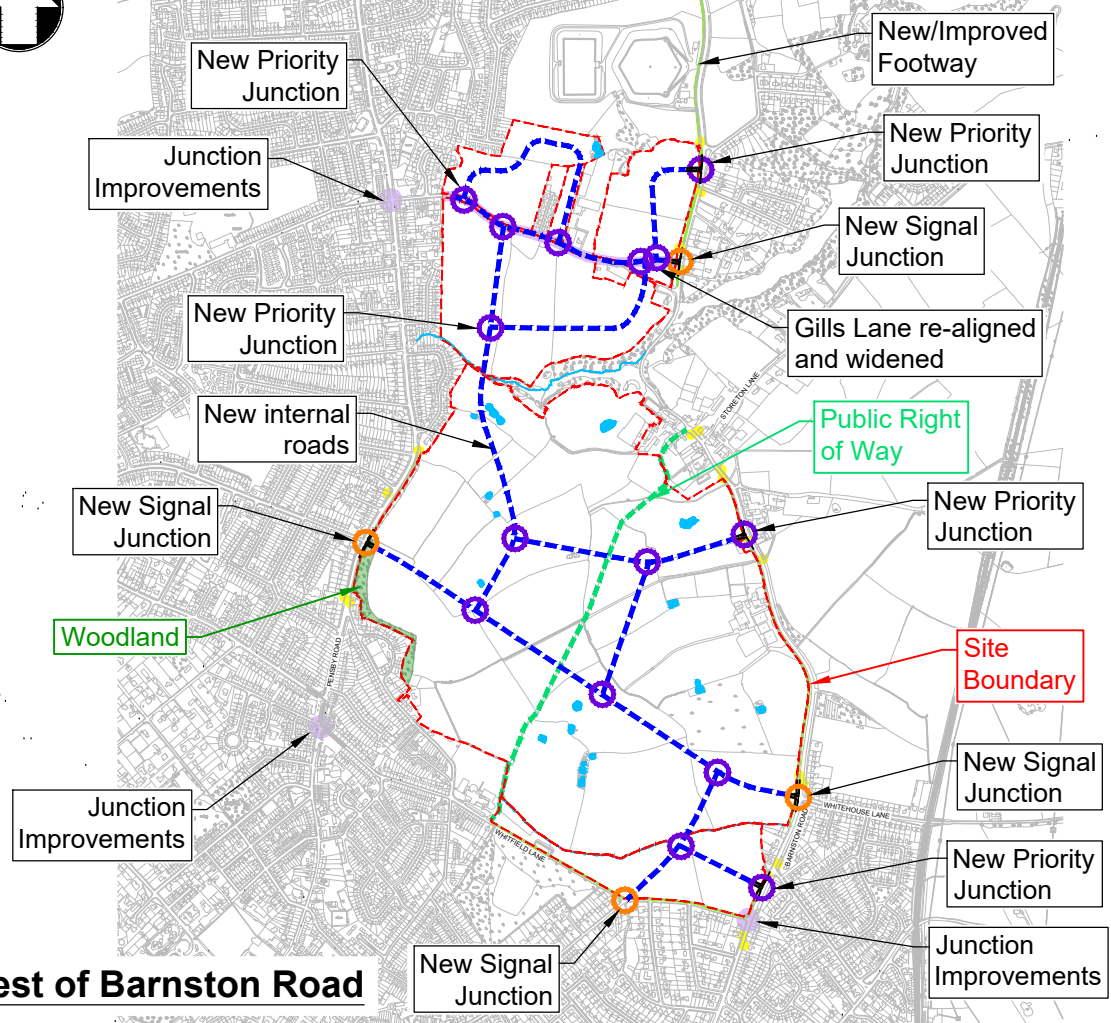 New/Improved
Footway
New Priority
Junction
New Priority
Junction
Junction
Improvements
New Signal
Junction
New Priority
Junction
Gills Lane re-aligned
and widened
STORETON LANE
New internal
roads
Public Right
of Way
New Signal
Junction
New Priority
Junction
Woodland
PENSBY ROAD
Site
Boundary
New Signal
Junction
Junction
Improvements
WHITEHOUSE LANE
BARNSTON ROAD
WHITFIELD LANE
New Priority
Junction
Junction
Improvements
New Signal
Junction
est of Barnston Road